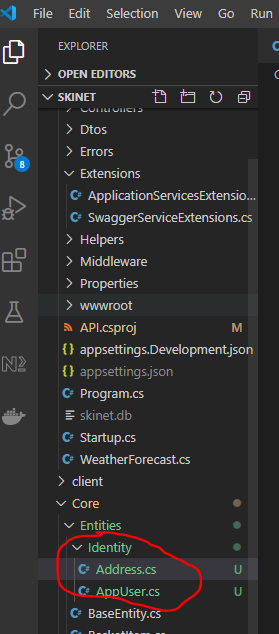 File Edit Selection View Go Run
EXPLORER
OPEN EDITORS
SKINET
Controllers
Dtos
Errors
Extensions
C# ApplicationServicesExtensio...
C# SwaggerServiceExtensions.cs
Helpers
Middleware
Properties
wwwroot
API.csproj M
{} appsettings.Development.json
{} appsettings.json
C# Program.cs
skinet.db
C# Startup.cs
C# WeatherForecast.cs
client
Core
Entities
Identity
C# Address.cs U
C# AppUser.cs U
C# BaseEntity.cs
C# BasketItem.cs
8